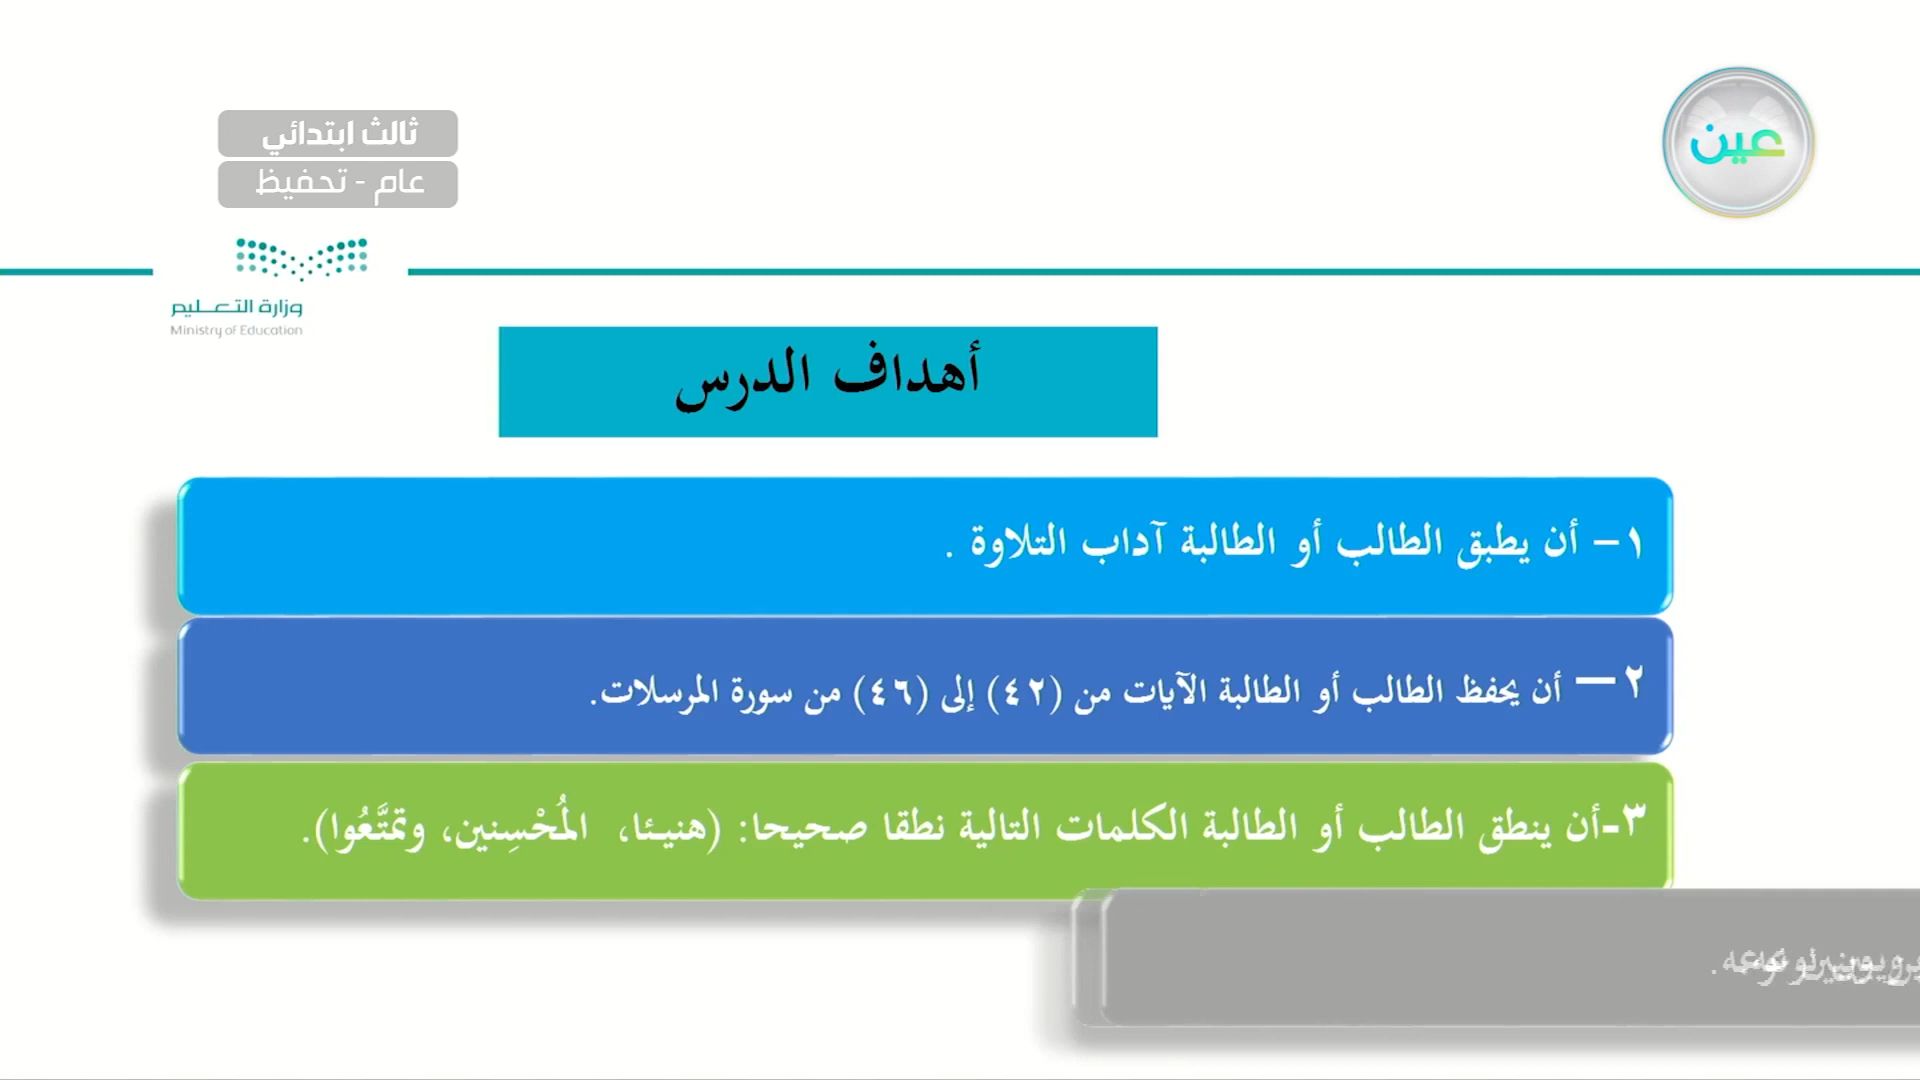 ثالث ابتدائي
عام - تحفيظ
عين
وزارة التعـليم
Ministry of Education
أهداف الدرس
١- أن يطبق الطالب أو الطالبة آداب التلاوة .
٢ – أن يحفظ الطالب أو الطالبة الآيات من (٤٢) إلى (٤٦) من سورة المرسلات.
٣-أن ينطق الطالب أو الطالبة الكلمات التالية نطقا صحيحا: (هنيئا، المُحْسِنين، وتمتَّعُوا).